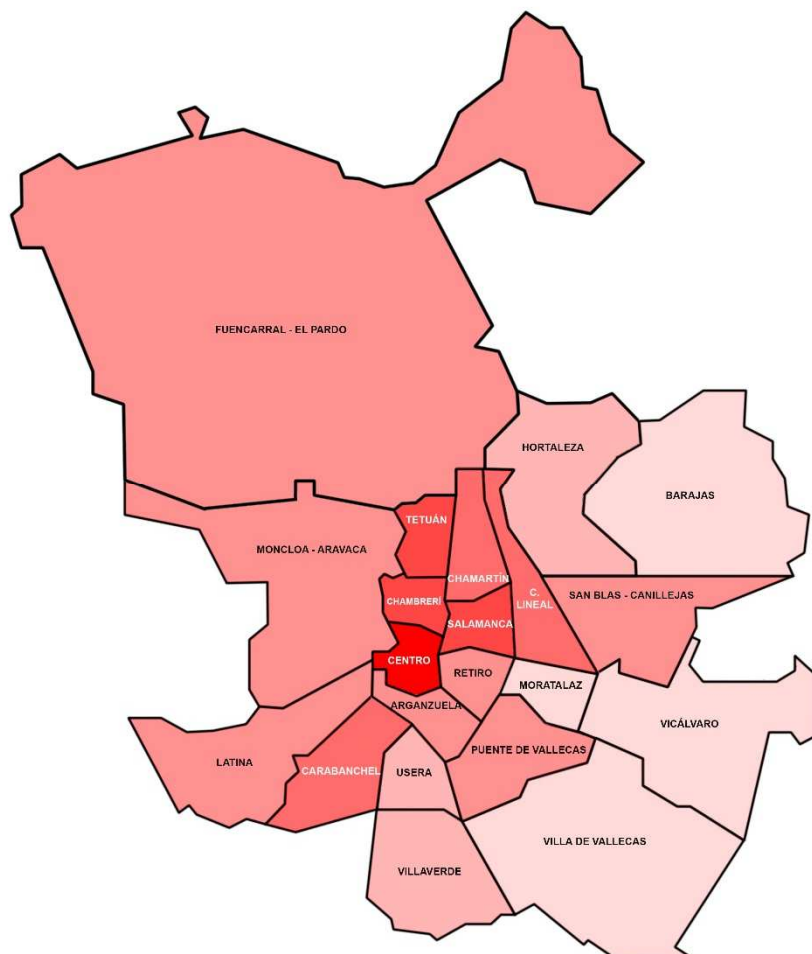 FUENCARRAL - EL PARDO
HORTALEZA
BARAJAS
TETUÁN
MONCLOA - ARAVACA
CHAMARTÍN
C.
LINEAL
SAN BLAS - CANILLEJAS
CHAMBRERÍ
SALAMANCA
CENTRO
RETIRO
MORATALAZ
ARGANZUELA
VICÁLVARO
PUENTE DE VALLECAS
LATINA
CARABANCHEL
USERA
VILLA DE VALLECAS
VILLAVERDE